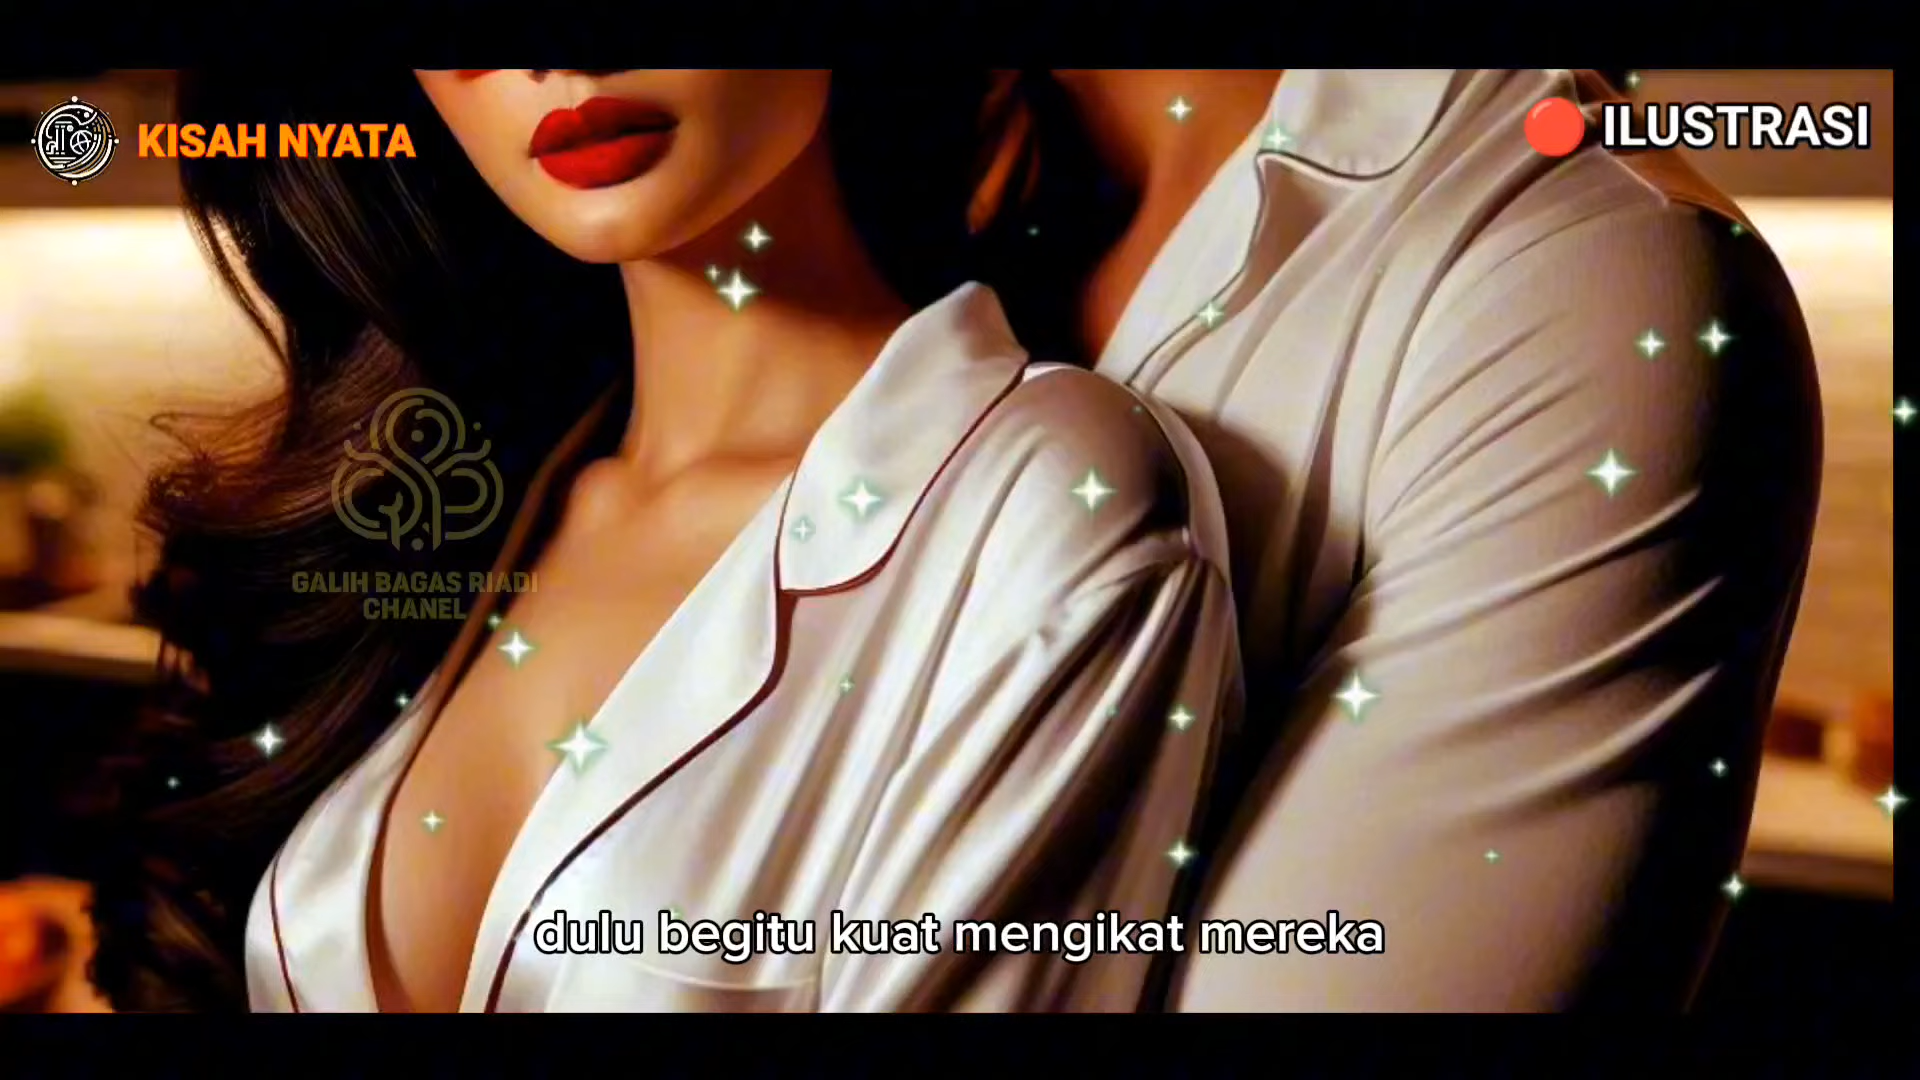 KISAH NYATA
ILUSTRASI
GALIH BAGAS RIADI
CHANEL
dulu begitu kuat mengikat mereka